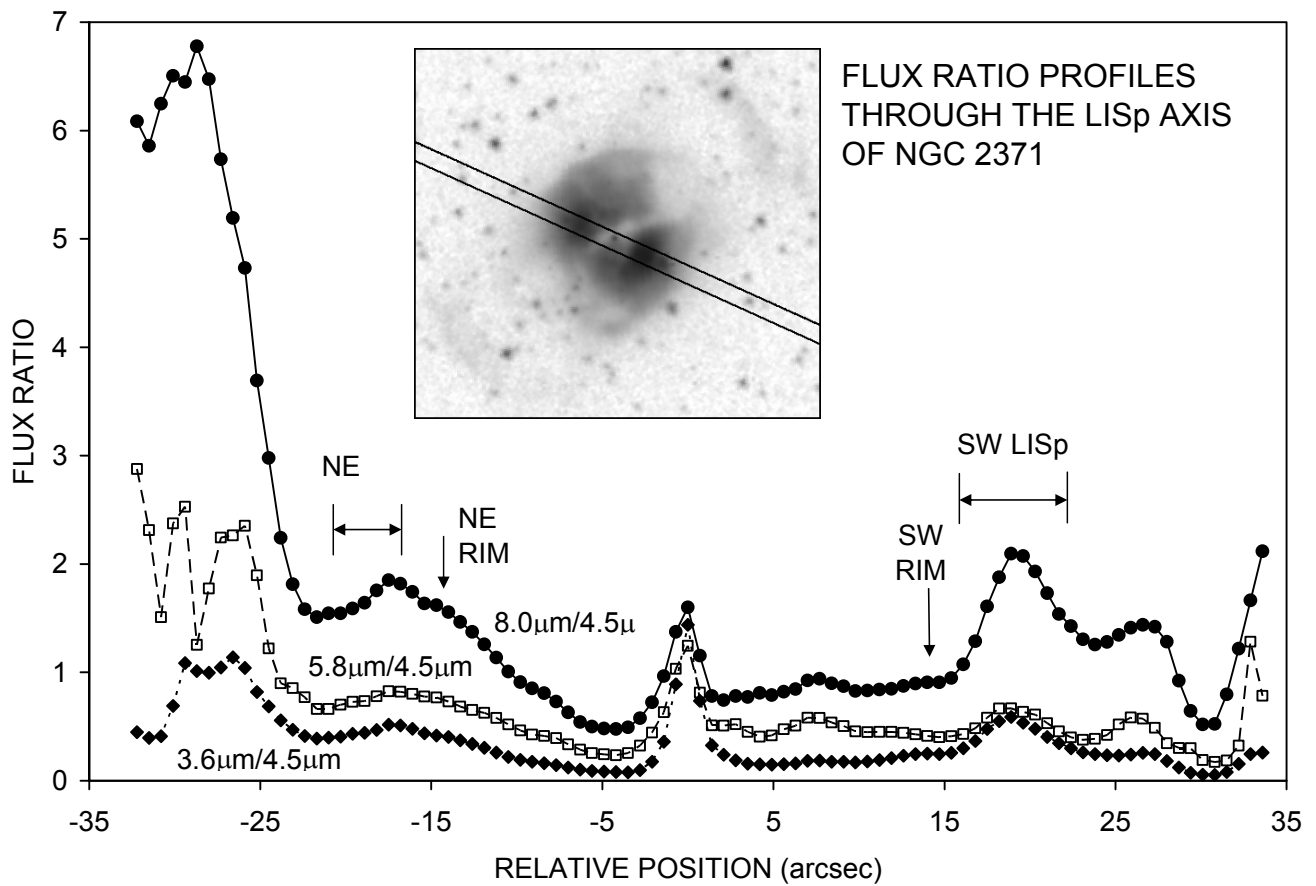 FLUX RATIO PROFILES
THROUGH THE LISp AXIS
OF NGC 2371
7
6
5
4
3
2
1
0
FLUX RATIO
NE
NE
RIM
SW LISp
SW
RIM
8.0μm/4.5μ
5.8μm/4.5μm
3.6μm/4.5μm
-35 -25 -15 -5 5 15 25 35
RELATIVE POSITION (arcsec)